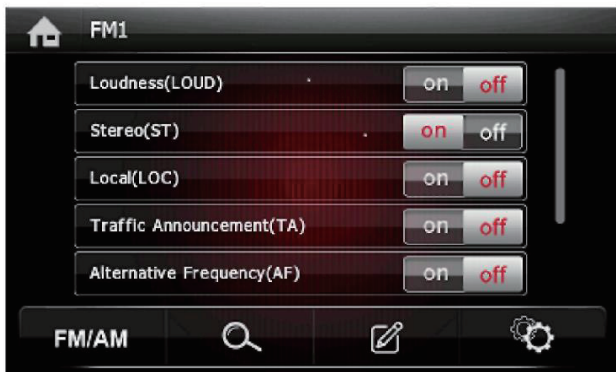 FM1
Loudness(LOUD) on off
Stereo(ST) on off
Local(LOC) on off
Traffic Announcement(TA) on off
Alternative Frequency(AF) on off
FM/AM